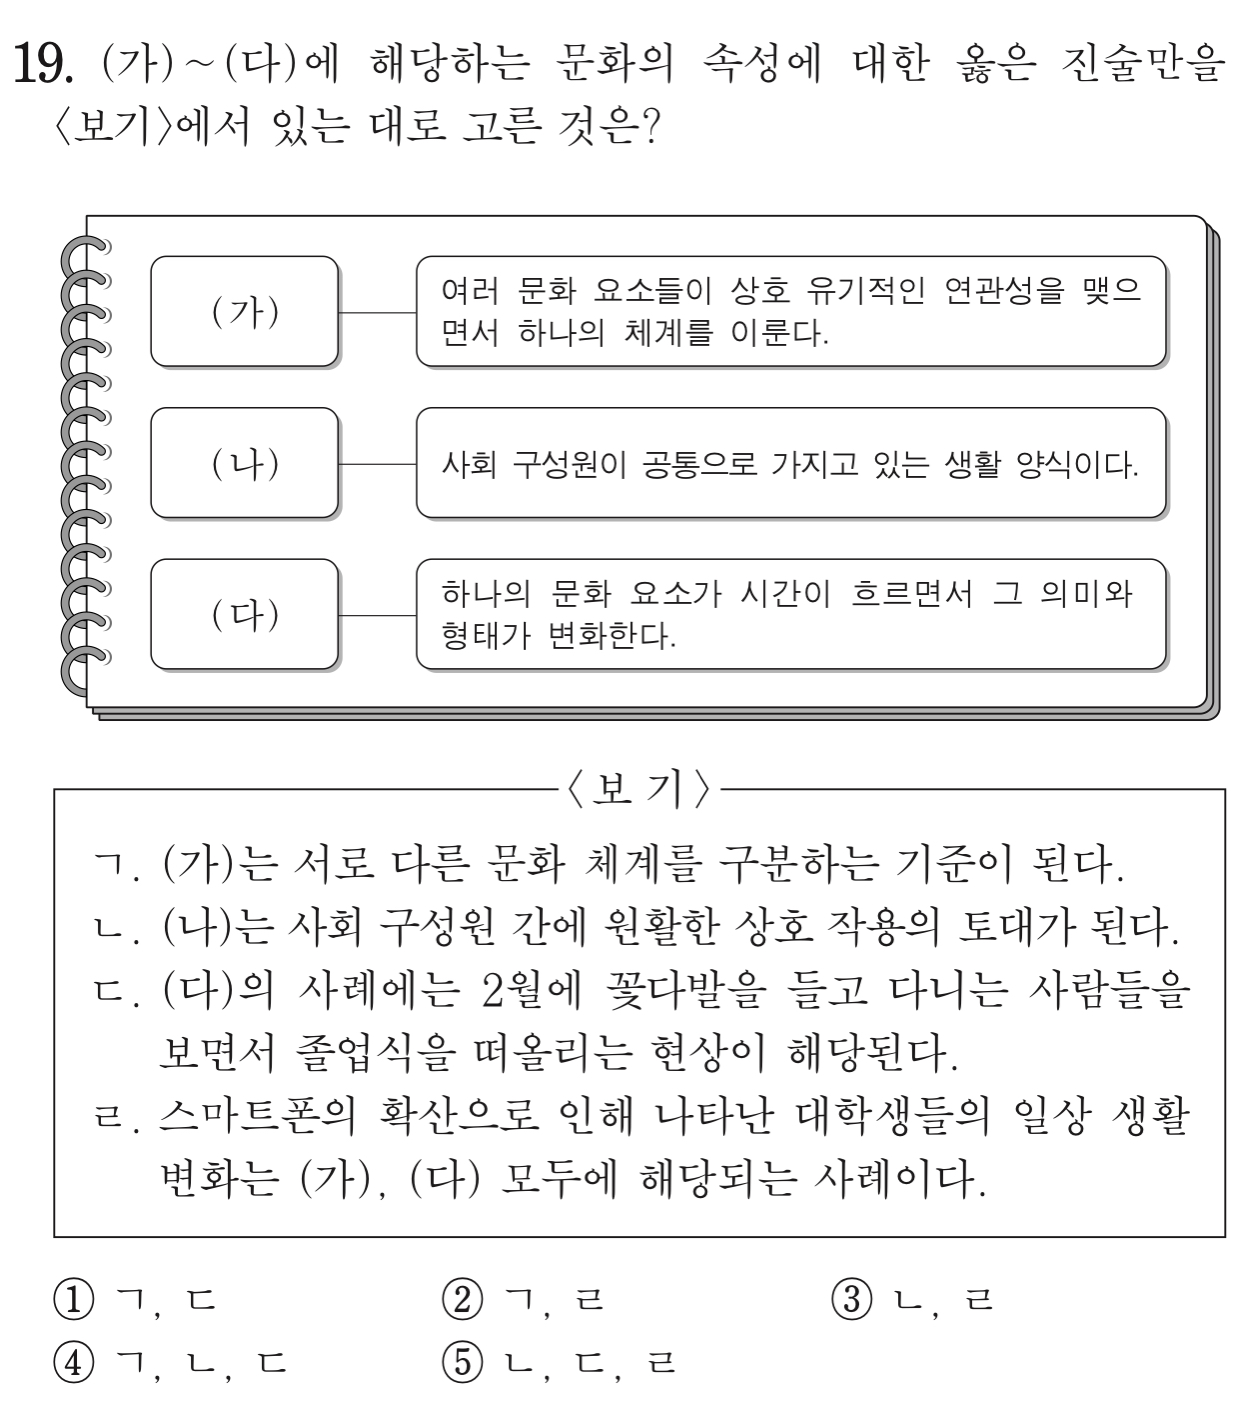 19. (가)~(다)에 해당하는 문화의 속성에 대한 옳은 진술만을
〈보기〉에서 있는 대로 고른 것은?
(가)
여러 문화 요소들이 상호 유기적인 연관성을 맺으
면서 하나의 체계를 이룬다.
(나)
사회 구성원이 공통으로 가지고 있는 생활 양식이다.
(다)
하나의 문화 요소가 시간이 흐르면서 그 의미와
형태가 변화한다.
〈보기〉
ㄱ. (가)는 서로 다른 문화 체계를 구분하는 기준이 된다.
ㄴ. (나)는 사회 구성원 간에 원활한 상호 작용의 토대가 된다.
ㄷ. (다)의 사례에는 2월에 꽃다발을 들고 다니는 사람들을
보면서 졸업식을 떠올리는 현상이 해당된다.
ㄹ. 스마트폰의 확산으로 인해 나타난 대학생들의 일상 생활
변화는 (가), (다) 모두에 해당되는 사례이다.
① ㄱ, ㄷ ② ㄱ, ㄹ ③ ㄴ, ㄹ
④ ㄱ, ㄴ, ㄷ ⑤ ㄴ, ㄷ, ㄹ